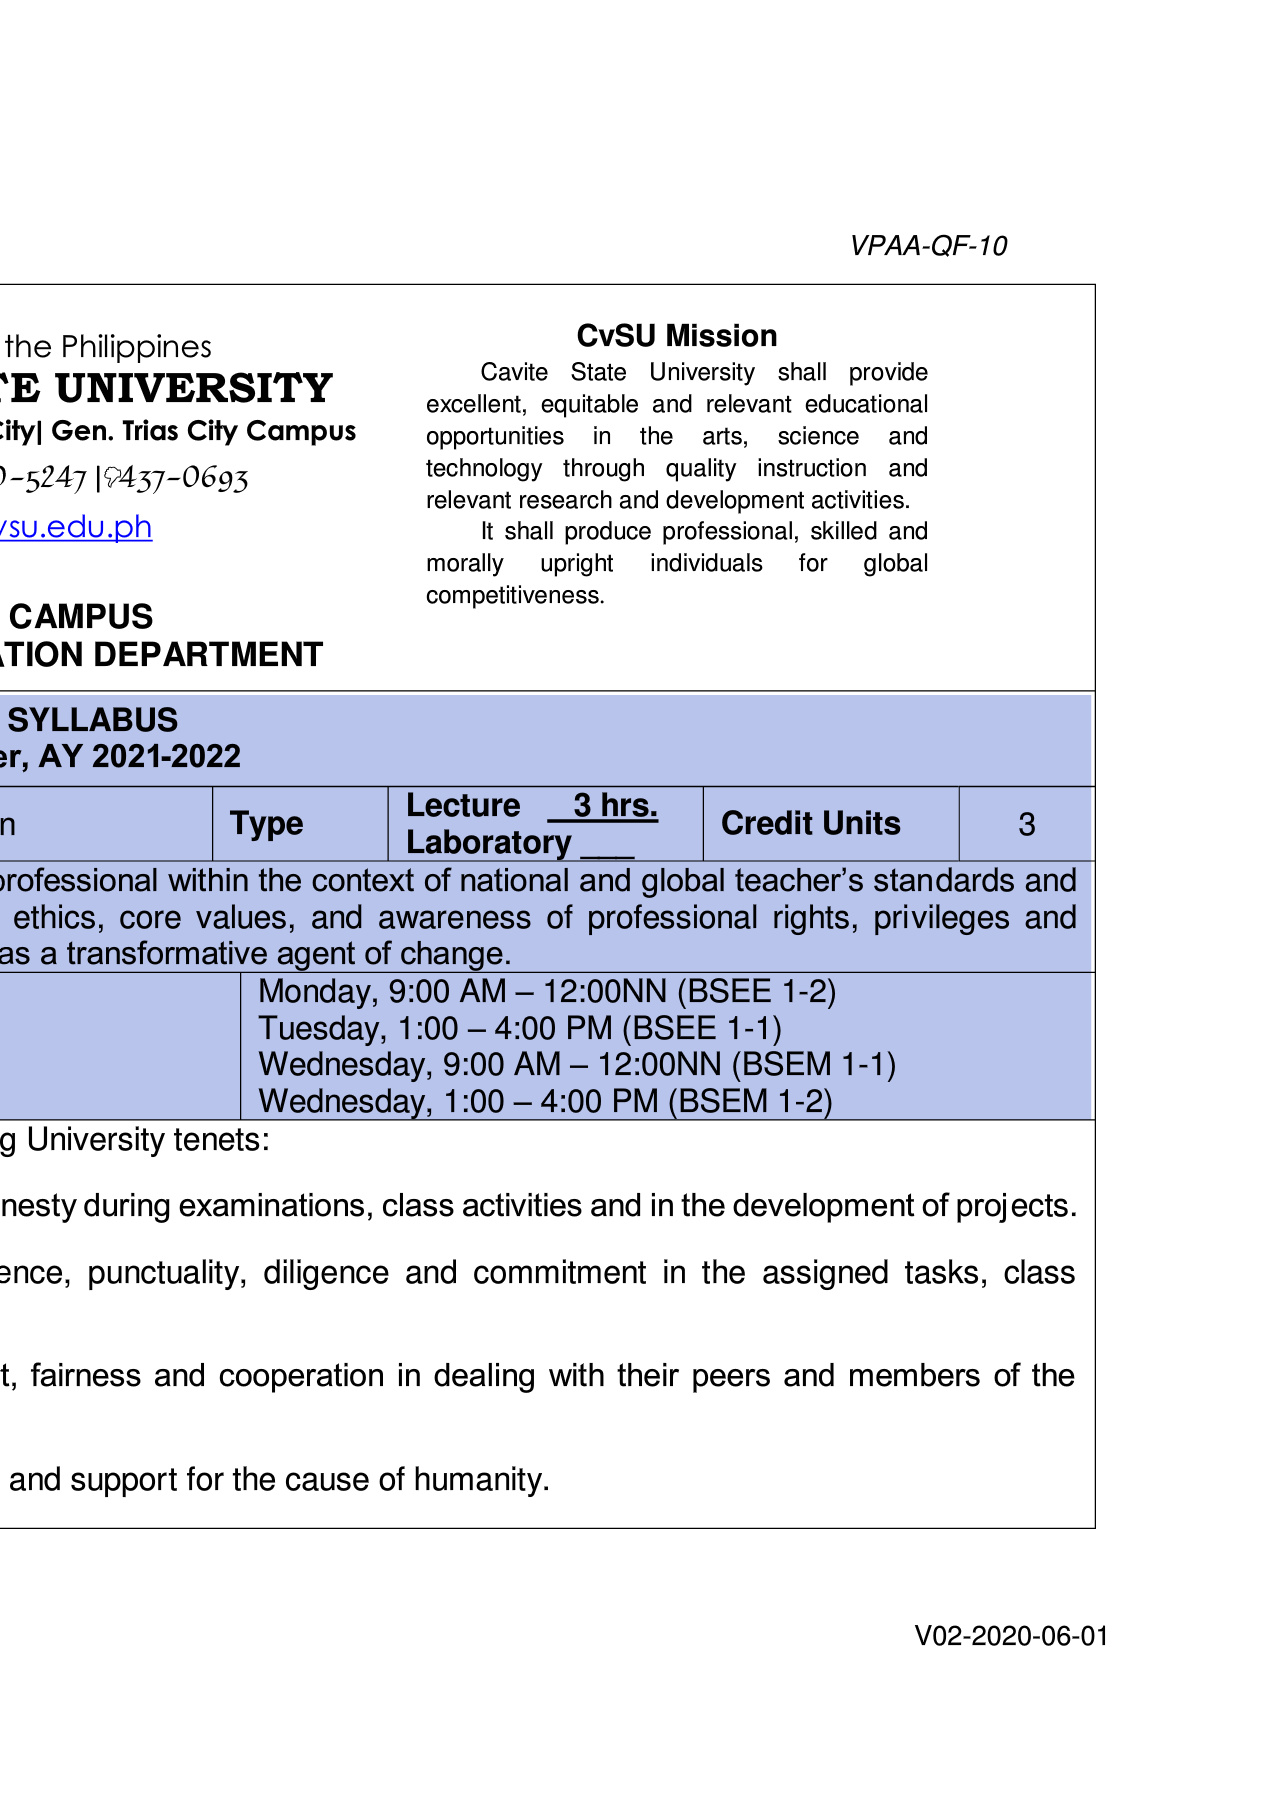 VPAA-QF-10
the Philippines
TE UNIVERSITY
City| Gen. Trias City Campus
-5247 |437-0693
vsu.edu.ph
CAMPUS
ATION DEPARTMENT
CvSU Mission
Cavite State University shall provide
excellent, equitable and relevant educational
opportunities in the arts, science and
technology through quality instruction and
relevant research and development activities.
It shall produce professional, skilled and
morally upright individuals for global
competitiveness.
SYLLABUS
er, AY 2021-2022
n
Type
Lecture 3 hrs.
Laboratory ___
Credit Units
3
professional within the context of national and global teacher’s standards and
ethics, core values, and awareness of professional rights, privileges and
as a transformative agent of change.
Monday, 9:00 AM – 12:00NN (BSEE 1-2)
Tuesday, 1:00 – 4:00 PM (BSEE 1-1)
Wednesday, 9:00 AM – 12:00NN (BSEM 1-1)
Wednesday, 1:00 – 4:00 PM (BSEM 1-2)
g University tenets:
nesty during examinations, class activities and in the development of projects.
ence, punctuality, diligence and commitment in the assigned tasks, class
t, fairness and cooperation in dealing with their peers and members of the
and support for the cause of humanity.
V02-2020-06-01